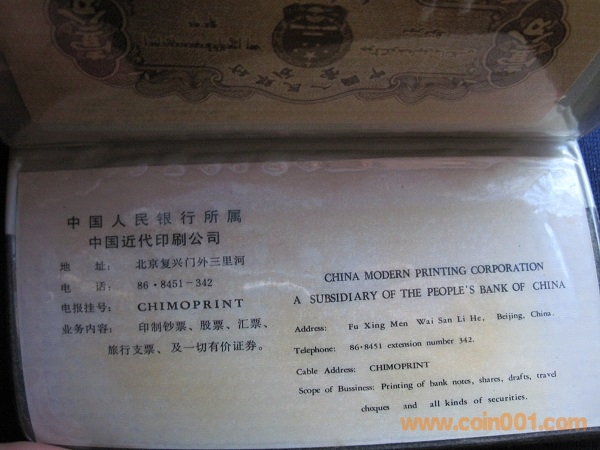 中国人民银行所属
中国近代印刷公司
地 址: 北京复兴门外三里河
电 话: 86·8451-342
电报挂号: CHIMOPRINT
业务内容: 印制钞票、股票、汇票、
旅行支票、及一切有价证券。
CHINA MODERN PRINTING CORPORATION
A SUBSIDIARY OF THE PEOPLE'S BANK OF CHINA
Address: Fu Xing Men Wai San Li He, Beijing, China.
Telephone: 86·8451 extension number 342.
Cable Address: CHIMOPRINT
Scope of Bussiness: Printing of bank notes, shares, drafts, travel
cheques and all kinds of securities.
www.coin001.com